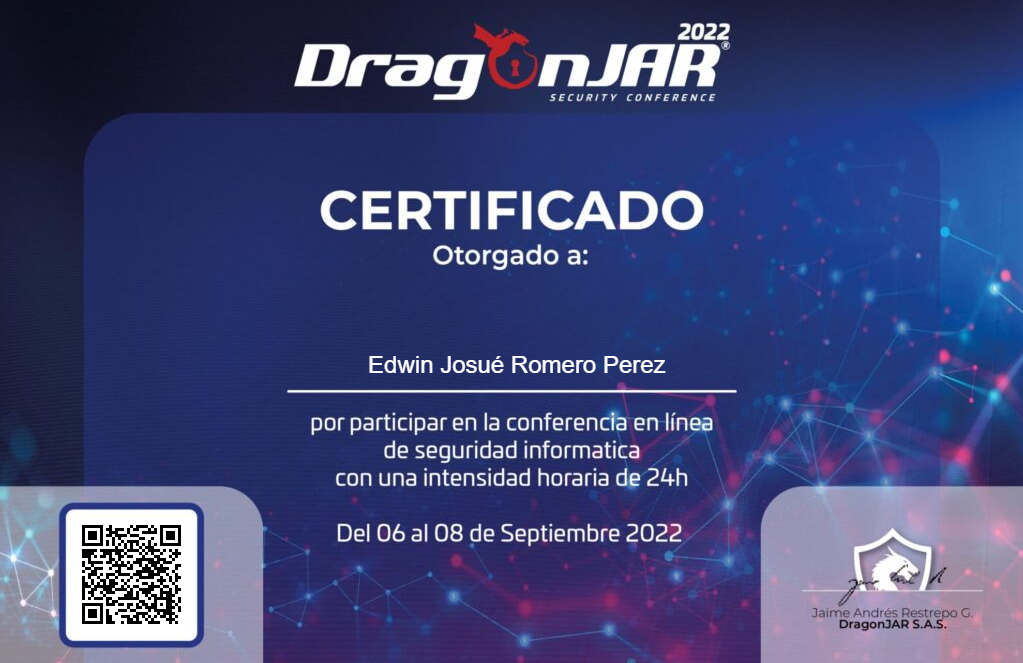 2022
DragonJAR®
SECURITY CONFERENCE
CERTIFICADO
Otorgado a:
Edwin Josué Romero Perez
por participar en la conferencia en línea
de seguridad informatica
con una intensidad horaria de 24h
Del 06 al 08 de Septiembre 2022
Jaime Andrés Restrepo G.
DragonJAR S.A.S.